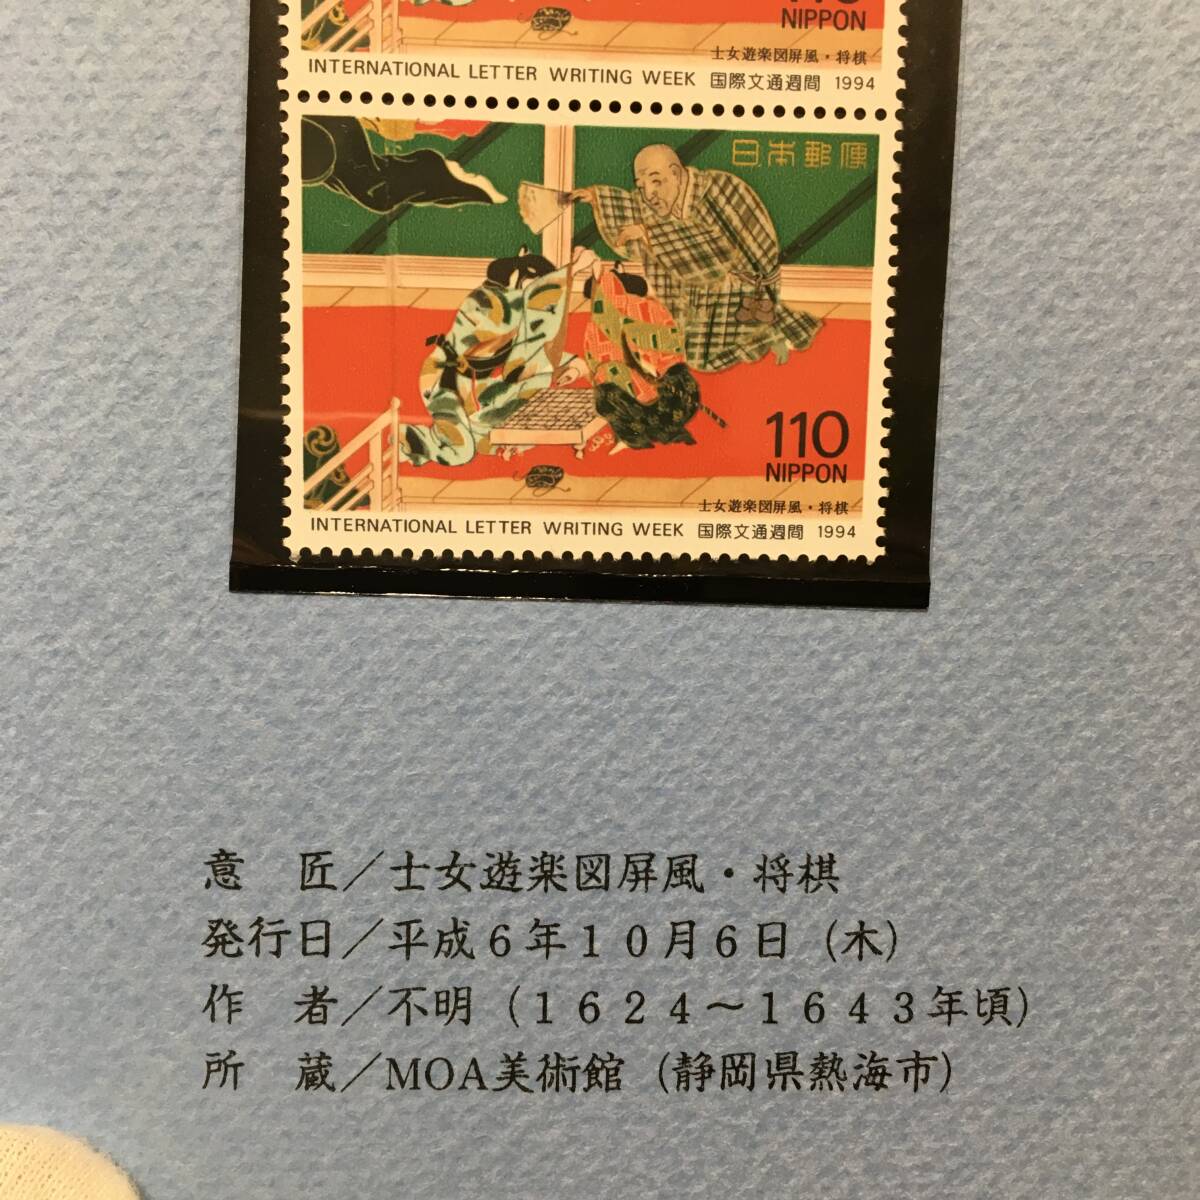 110
NIPPON
士女遊楽図屏風・将棋
INTERNATIONAL LETTER WRITING WEEK 国際文通週間 1994
日本郵便
110
NIPPON
士女遊楽図屏風・将棋
INTERNATIONAL LETTER WRITING WEEK 国際文通週間 1994
意　匠／士女遊楽図屏風・将棋
発行日／平成６年１０月６日（木）
作　者／不明（１６２４～１６４３年頃）
所　蔵／MOA美術館（静岡県熱海市）